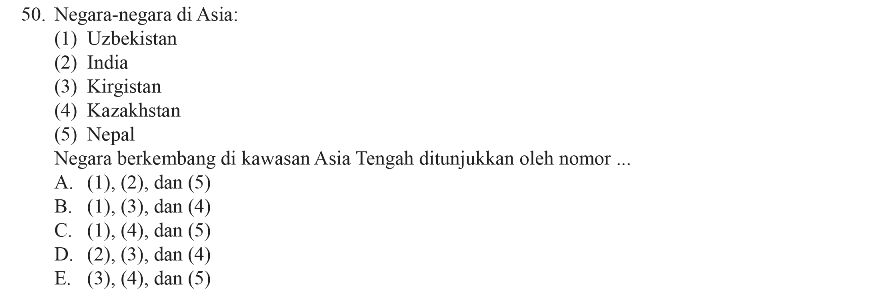 50. Negara-negara di Asia:
(1) Uzbekistan
(2) India
(3) Kirgistan
(4) Kazakhstan
(5) Nepal
Negara berkembang di kawasan Asia Tengah ditunjukkan oleh nomor ...
A. (1), (2), dan (5)
B. (1), (3), dan (4)
C. (1), (4), dan (5)
D. (2), (3), dan (4)
E. (3), (4), dan (5)